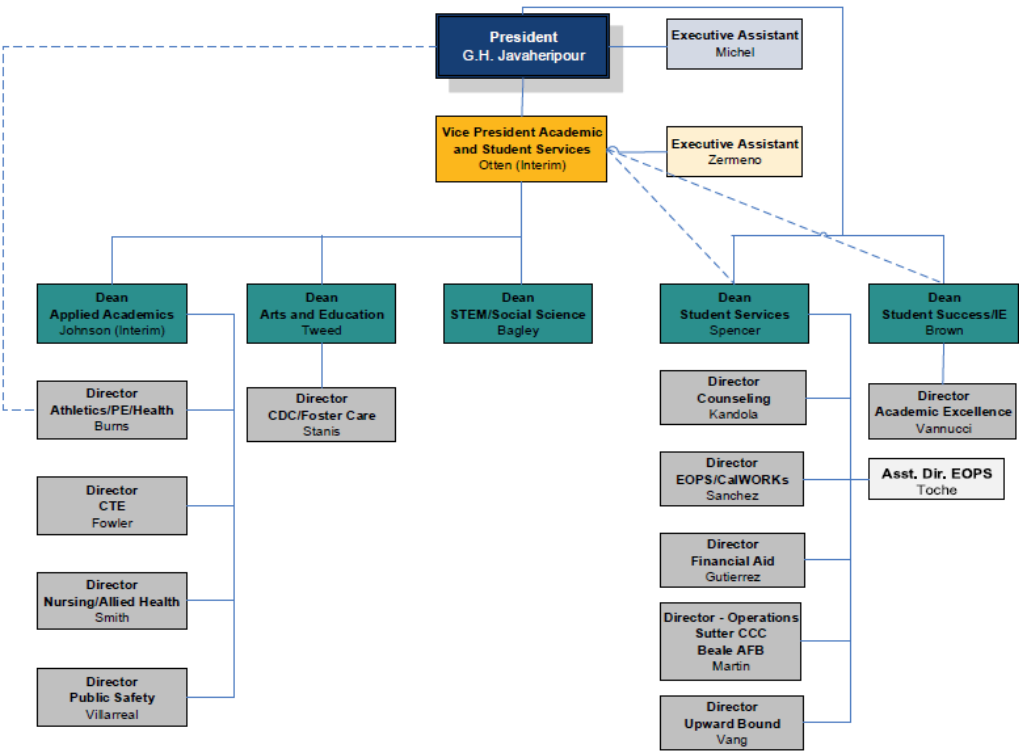 President
G.H. Javaheripour
Executive Assistant
Michel
Vice President Academic
and Student Services
Otten (Interim)
Executive Assistant
Zermeno
Dean
Applied Academics
Johnson (Interim)
Dean
Arts and Education
Tweed
Dean
STEM/Social Science
Bagley
Dean
Student Services
Spencer
Dean
Student Success/IE
Brown
Director
Athletics/PE/Health
Burns
Director
CTE
Fowler
Director
Nursing/Allied Health
Smith
Director
Public Safety
Villarreal
Director
CDC/Foster Care
Stanis
Director
Counseling
Kandola
Director
EOPS/CalWORKs
Sanchez
Director
Financial Aid
Gutierrez
Director - Operations
Sutter CCC
Beale AFB
Martin
Director
Upward Bound
Vang
Director
Academic Excellence
Vannucci
Asst. Dir. EOPS
Toche